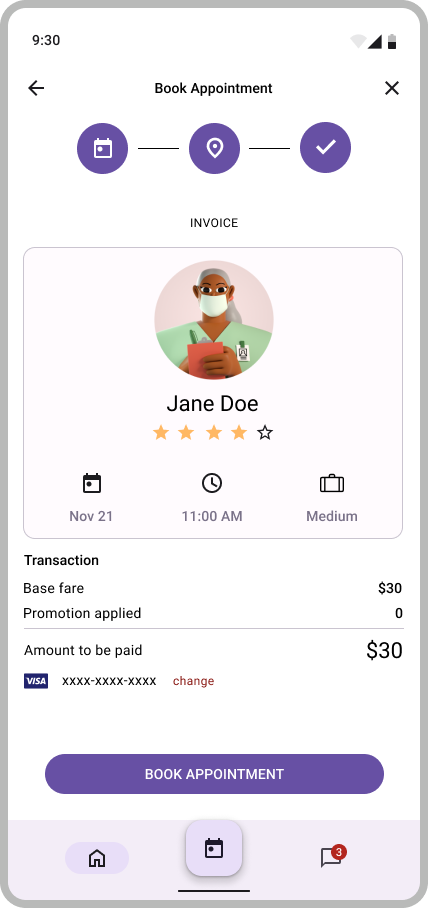 9:30
Book Appointment
INVOICE
Jane Doe
Nov 21 11:00 AM Medium
Transaction
Base fare $30
Promotion applied 0
Amount to be paid $30
VISA xxxx-xxxx-xxxx change
BOOK APPOINTMENT
3